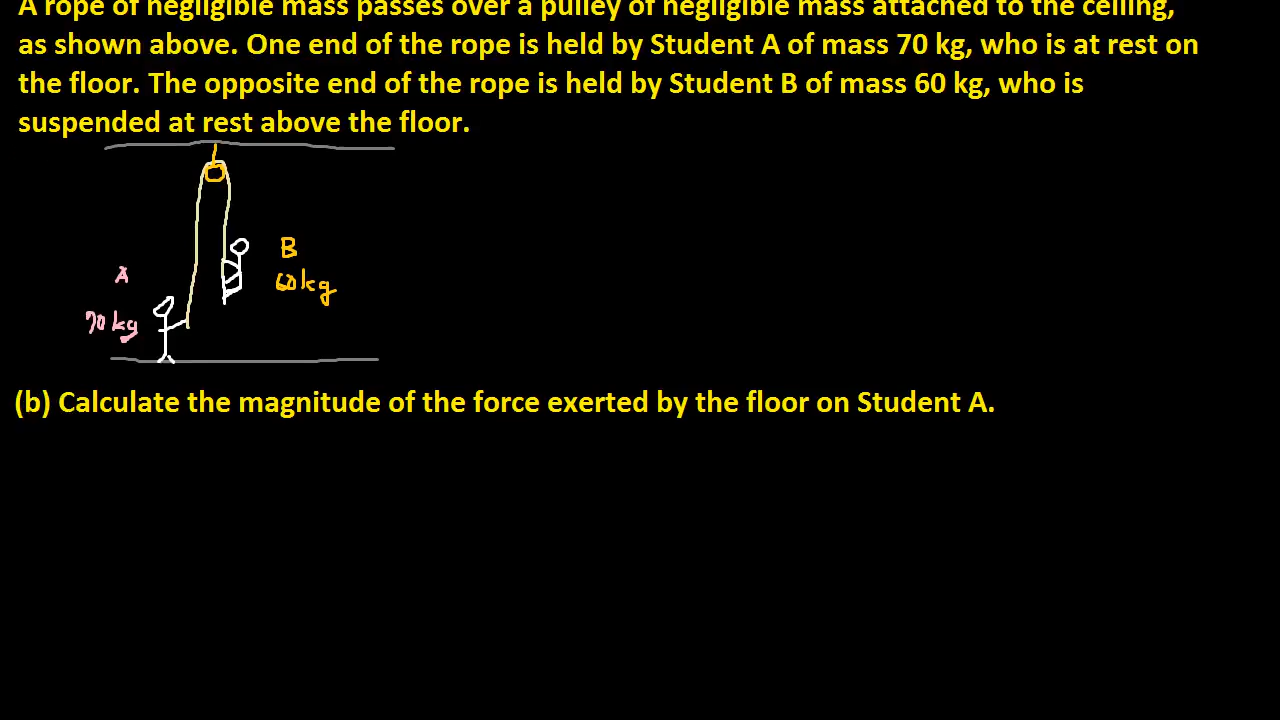 A rope of negligible mass passes over a pulley of negligible mass attached to the ceiling,
as shown above. One end of the rope is held by Student A of mass 70 kg, who is at rest on
the floor. The opposite end of the rope is held by Student B of mass 60 kg, who is
suspended at rest above the floor.
B
60kg
A
70 kg
(b) Calculate the magnitude of the force exerted by the floor on Student A.